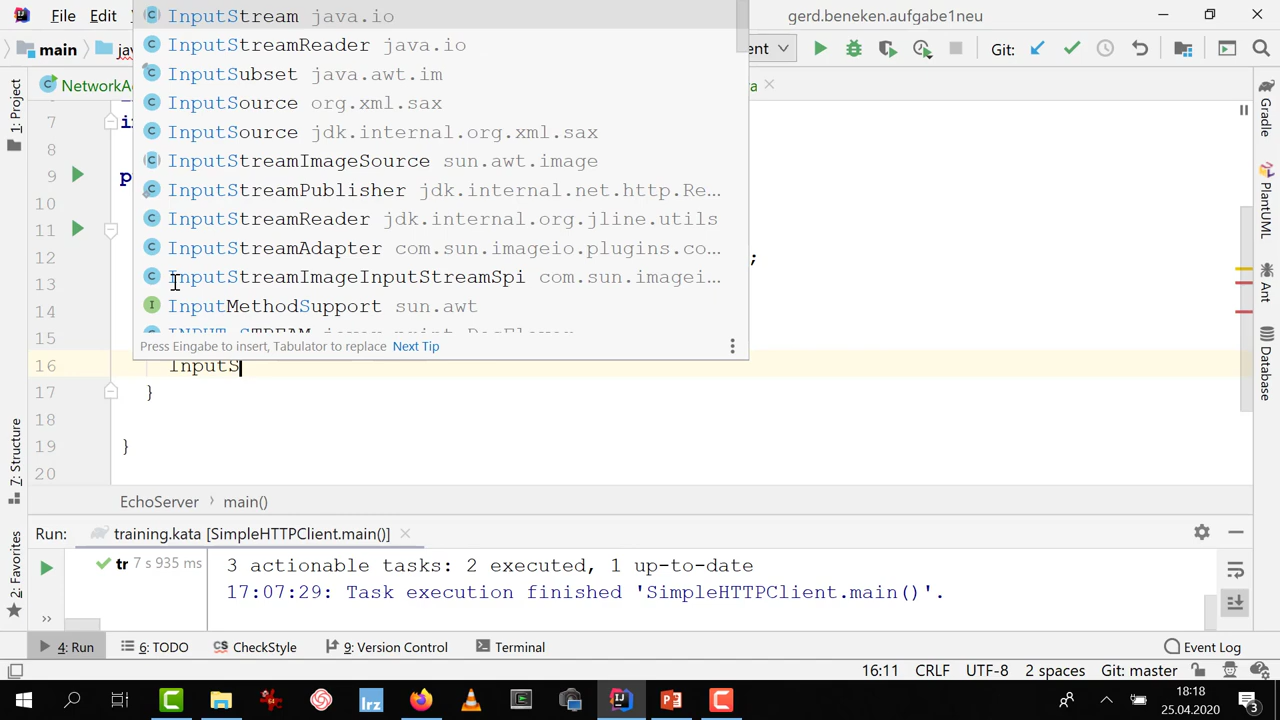 File Edit
InputStream java.io
gerd.beneken.aufgabe1neu
main
InputStreamReader java.io
ent
Git:
NetworkA
InputSubset java.awt.im
a
InputSource org.xml.sax
7
InputSource jdk.internal.org.xml.sax
8
InputStreamImageSource sun.awt.image
9
InputStreamPublisher jdk.internal.net.http.Re...
10
InputStreamReader jdk.internal.org.jline.utils
11
InputStreamAdapter com.sun.imageio.plugins.co...
12
;
13
InputStreamImageInputStreamSpi com.sun.imagei...
14
InputMethodSupport sun.awt
15
Press Eingabe to insert, Tabulator to replace Next Tip
16
InputS
17
}
18
19
}
20
EchoServer › main()
Run: training.kata [SimpleHTTPClient.main()]
tr 7 s 935 ms
3 actionable tasks: 2 executed, 1 up-to-date
17:07:29: Task execution finished 'SimpleHTTPClient.main()'.
4: Run 6: TODO CheckStyle 9: Version Control Terminal Event Log
16:11 CRLF UTF-8 2 spaces Git: master
1: Project
7: Structure
2: Favorites
Gradle
PlantUML
Ant
Database
lrz
18:18
25.04.2020
3